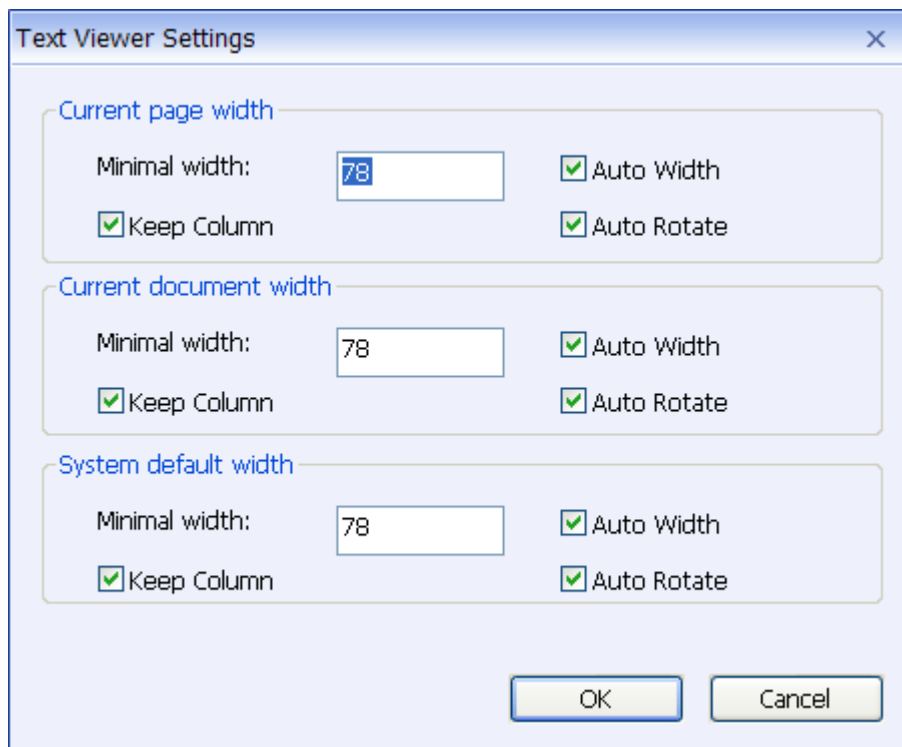 Text Viewer Settings
Current page width
Minimal width: 78 Auto Width
Keep Column Auto Rotate
Current document width
Minimal width: 78 Auto Width
Keep Column Auto Rotate
System default width
Minimal width: 78 Auto Width
Keep Column Auto Rotate
OK Cancel